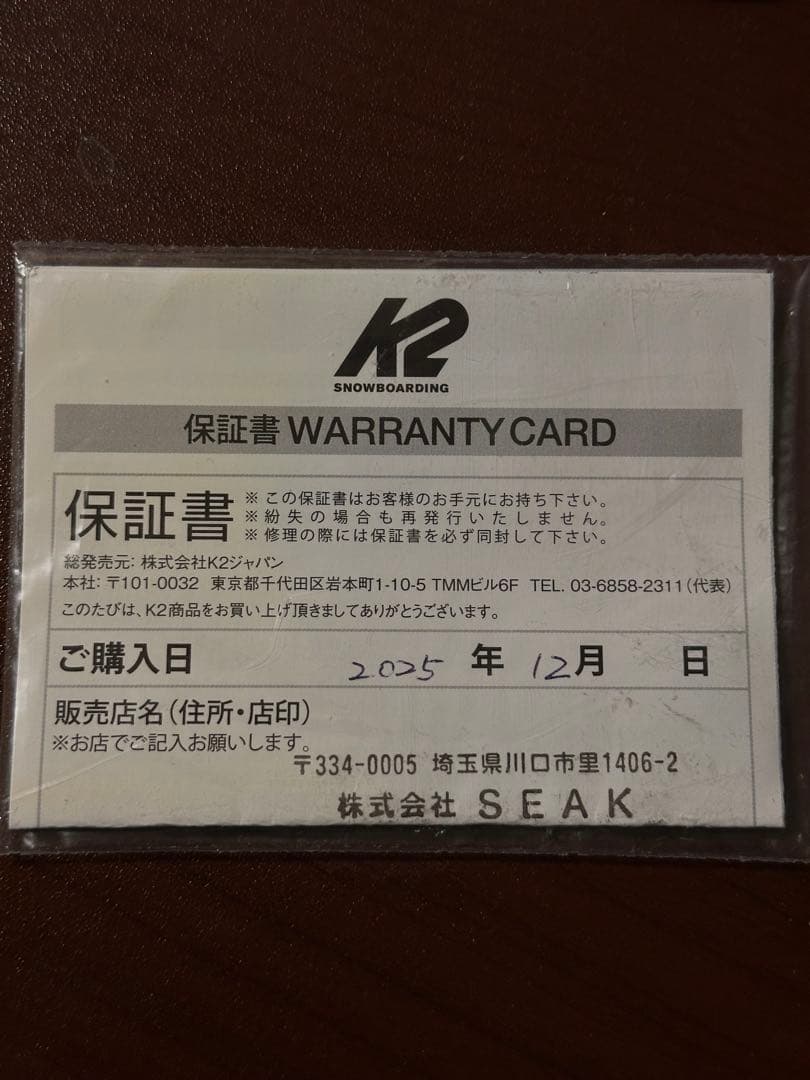 K2
SNOWBOARDING
保証書 WARRANTY CARD
保証書
※この保証書はお客様のお手元にお持ち下さい。
※紛失の場合も再発行いたしません。
※修理の際には保証書を必ず同封して下さい。
総発売元: 株式会社K2ジャパン
本社: 〒101-0032 東京都千代田区岩本町1-10-5 TMMビル6F TEL. 03-6858-2311(代表)
このたびは、K2商品をお買い上げ頂きましてありがとうございます。
ご購入日 2025 年 12月 日
販売店名(住所・店印)
※お店でご記入お願いします。
〒334-0005 埼玉県川口市里1406-2
株式会社 SEAK